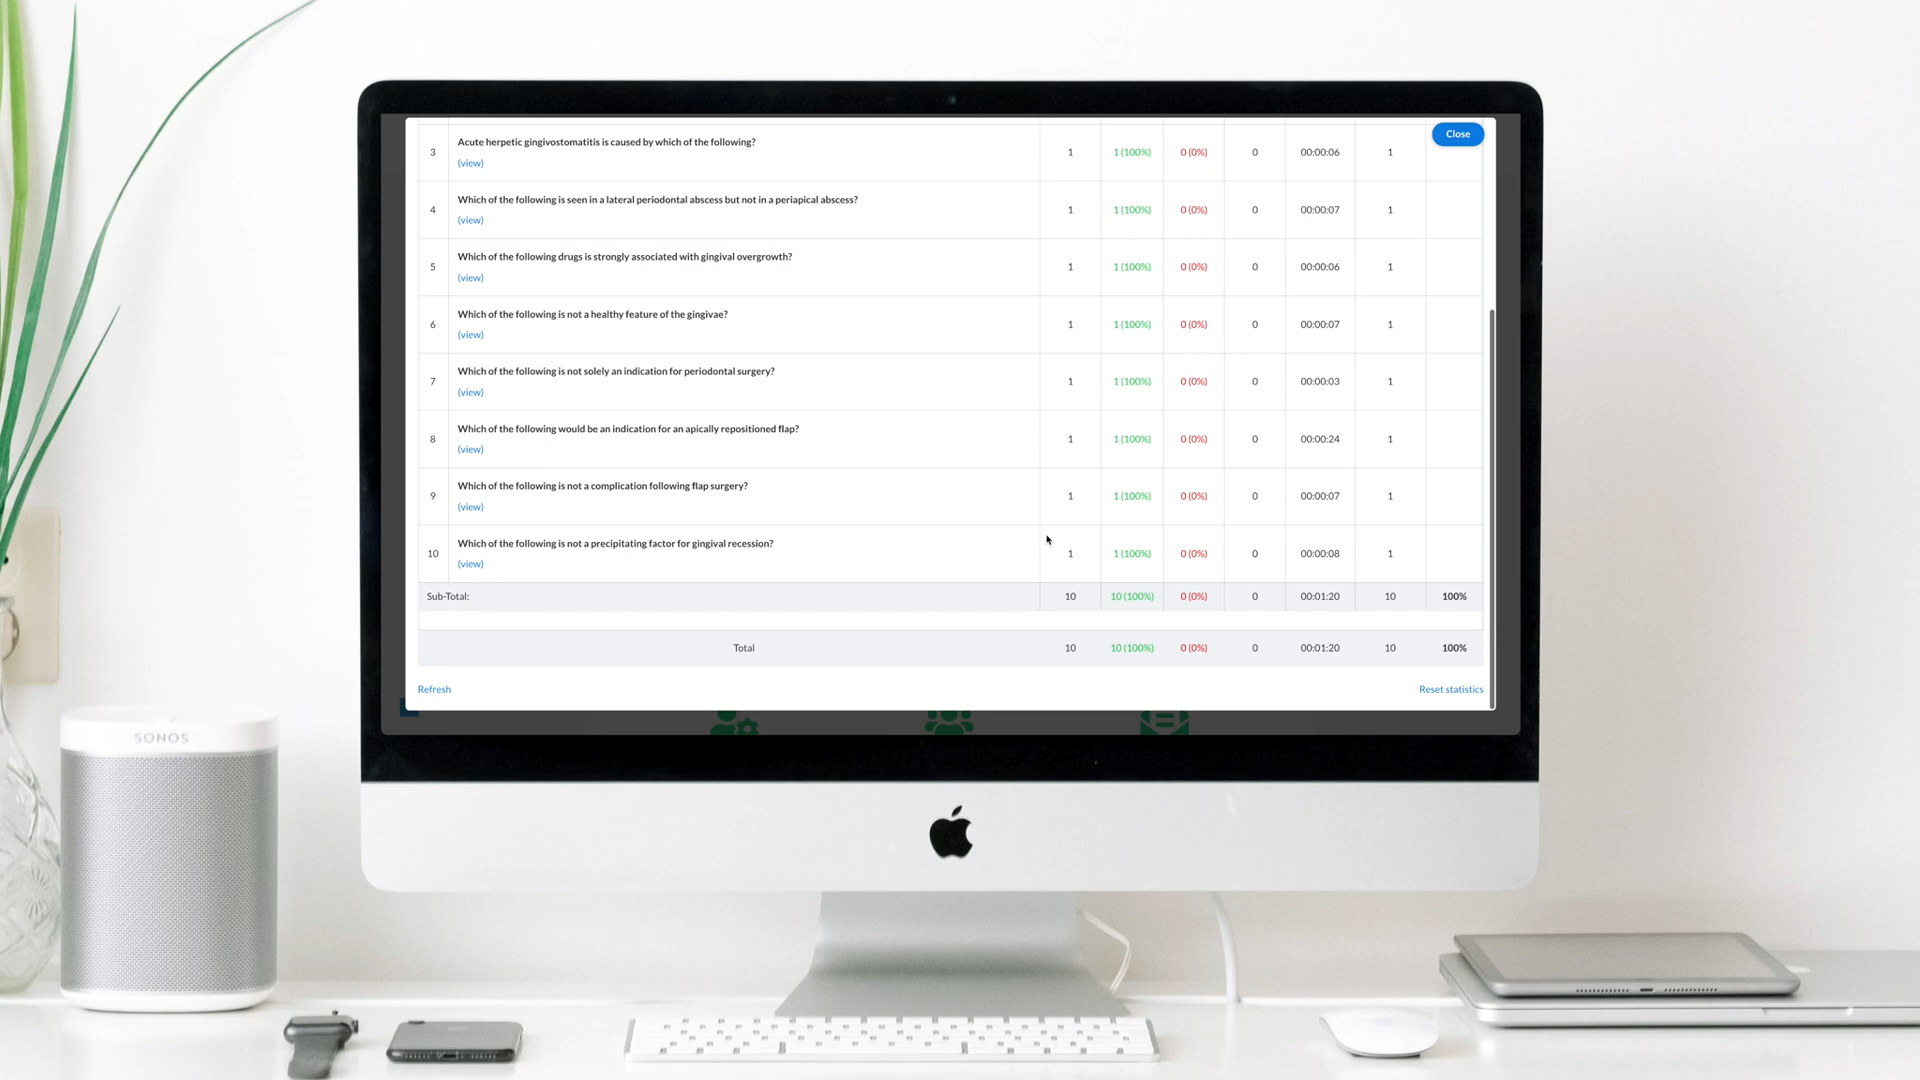 Close
3 Acute herpetic gingivostomatitis is caused by which of the following? 1 1 (100%) 0 (0%) 0 00:00:06 1
(view)
4 Which of the following is seen in a lateral periodontal abscess but not in a periapical abscess? 1 1 (100%) 0 (0%) 0 00:00:07 1
(view)
5 Which of the following drugs is strongly associated with gingival overgrowth? 1 1 (100%) 0 (0%) 0 00:00:06 1
(view)
6 Which of the following is not a healthy feature of the gingivae? 1 1 (100%) 0 (0%) 0 00:00:07 1
(view)
7 Which of the following is not solely an indication for periodontal surgery? 1 1 (100%) 0 (0%) 0 00:00:03 1
(view)
8 Which of the following would be an indication for an apically repositioned flap? 1 1 (100%) 0 (0%) 0 00:00:24 1
(view)
9 Which of the following is not a complication following flap surgery? 1 1 (100%) 0 (0%) 0 00:00:07 1
(view)
10 Which of the following is not a precipitating factor for gingival recession? 1 1 (100%) 0 (0%) 0 00:00:08 1
(view)
Sub-Total: 10 10 (100%) 0 (0%) 0 00:01:20 10 100%
Total 10 10 (100%) 0 (0%) 0 00:01:20 10 100%
Refresh Reset statistics
SONOS